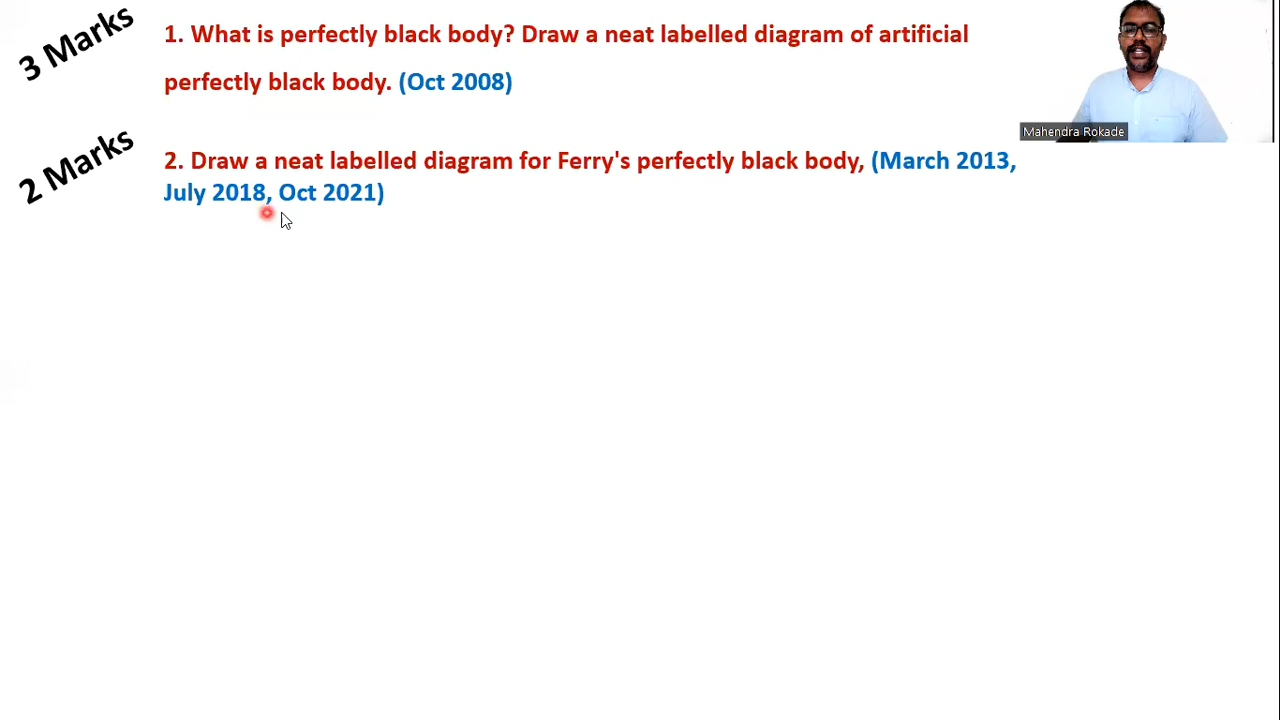 3 Marks
1. What is perfectly black body? Draw a neat labelled diagram of artificial
perfectly black body. (Oct 2008)
Mahendra Rokade
2 Marks
2. Draw a neat labelled diagram for Ferry's perfectly black body, (March 2013,
July 2018, Oct 2021)